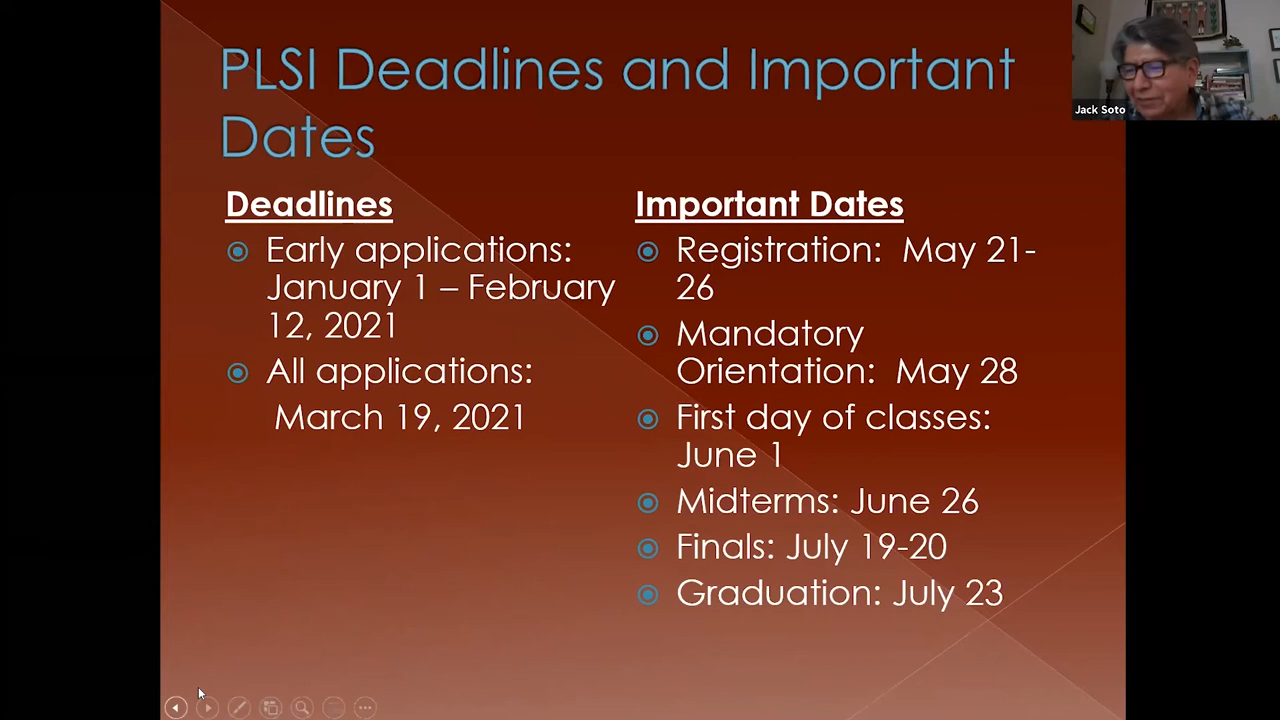 PLSI Deadlines and Important
Dates
Jack Soto
Deadlines
Early applications:
January 1 – February
12, 2021
All applications:
March 19, 2021
Important Dates
Registration:  May 21-
26
Mandatory
Orientation:  May 28
First day of classes:
June 1
Midterms: June 26
Finals: July 19-20
Graduation: July 23